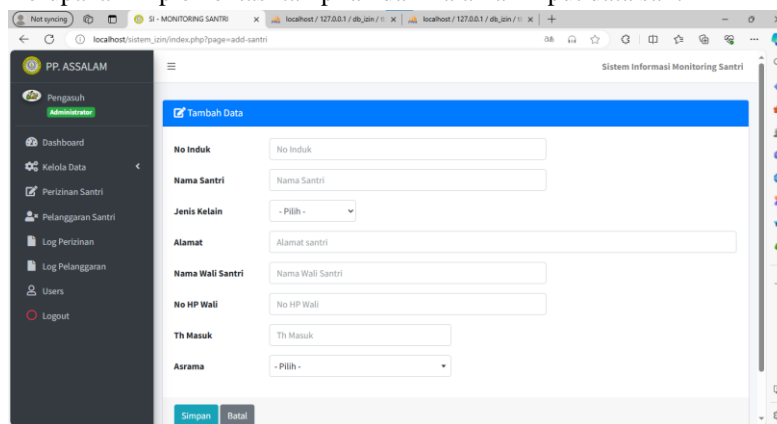 Not syncing
SI - MONITORING SANTRI
localhost / 127.0.0.1 / db_izin /
localhost / 127.0.0.1 / db_izin /
localhost/sistem_izin/index.php?page=add-santri
PP. ASSALAM
Sistem Informasi Monitoring Santri
Pengasuh
Administrator
Tambah Data
Dashboard
Kelola Data
Perizinan Santri
Pelanggaran Santri
Log Perizinan
Log Pelanggaran
Users
Logout
No Induk No Induk
Nama Santri Nama Santri
Jenis Kelain - Pilih -
Alamat Alamat santri
Nama Wali Santri Nama Wali Santri
No HP Wali No HP Wali
Th Masuk Th Masuk
Asrama - Pilih -
Simpan Batal